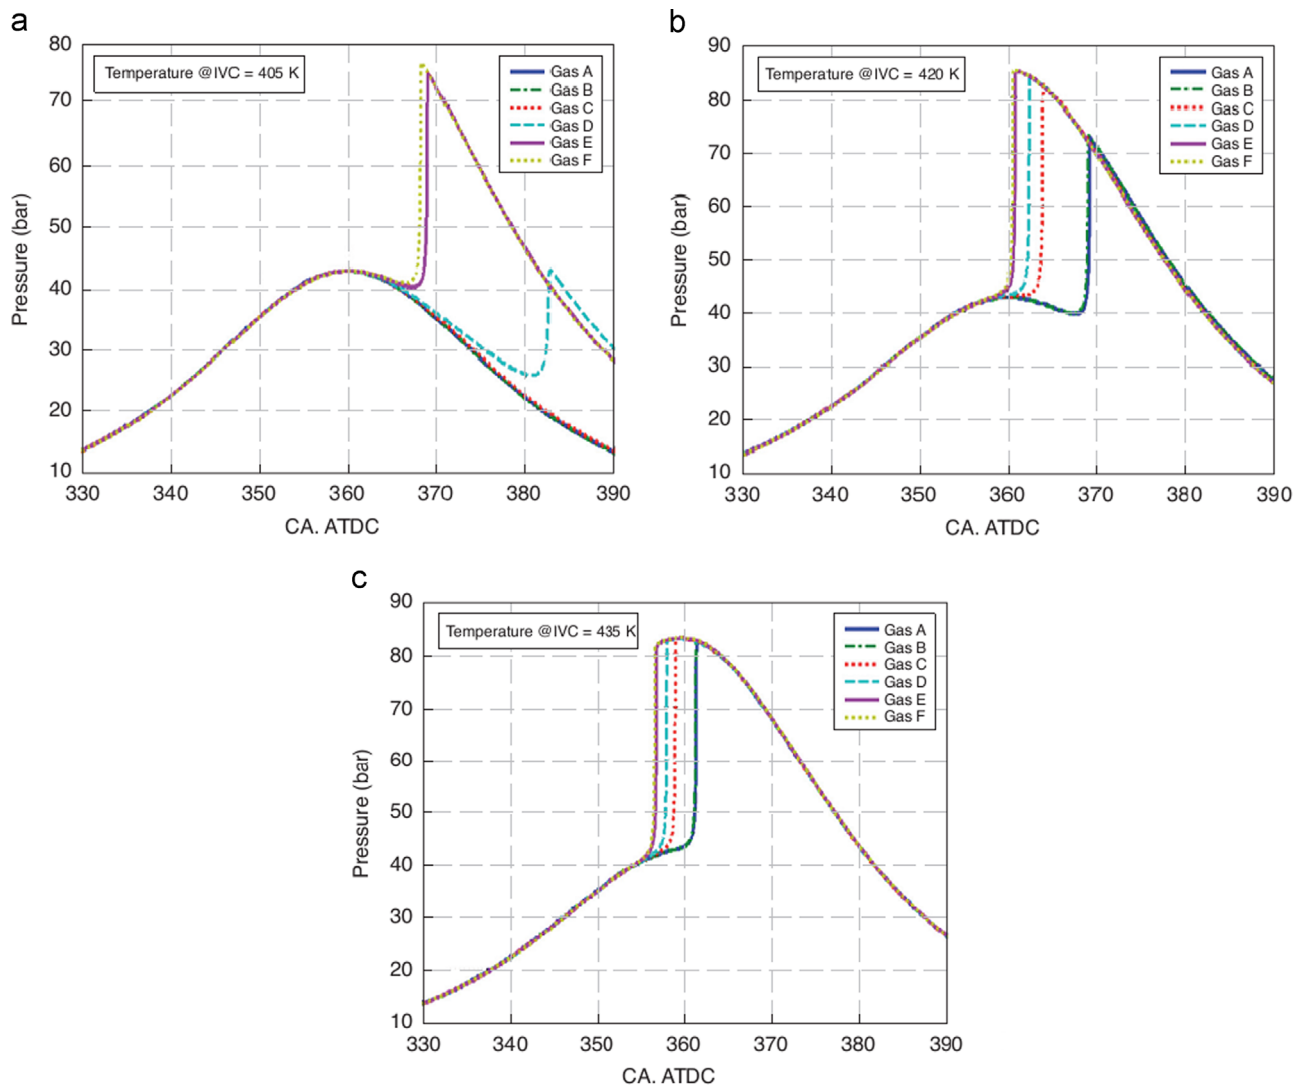 a
80
70
60
50
40
30
20
10
Pressure (bar)
Temperature @IVC = 405 K
Gas A
Gas B
Gas C
Gas D
Gas E
Gas F
330 340 350 360 370 380 390
CA. ATDC
b
90
80
70
60
50
40
30
20
10
Pressure (bar)
Temperature @IVC = 420 K
Gas A
Gas B
Gas C
Gas D
Gas E
Gas F
330 340 350 360 370 380 390
CA. ATDC
c
90
80
70
60
50
40
30
20
10
Pressure (bar)
Temperature @IVC = 435 K
Gas A
Gas B
Gas C
Gas D
Gas E
Gas F
330 340 350 360 370 380 390
CA. ATDC